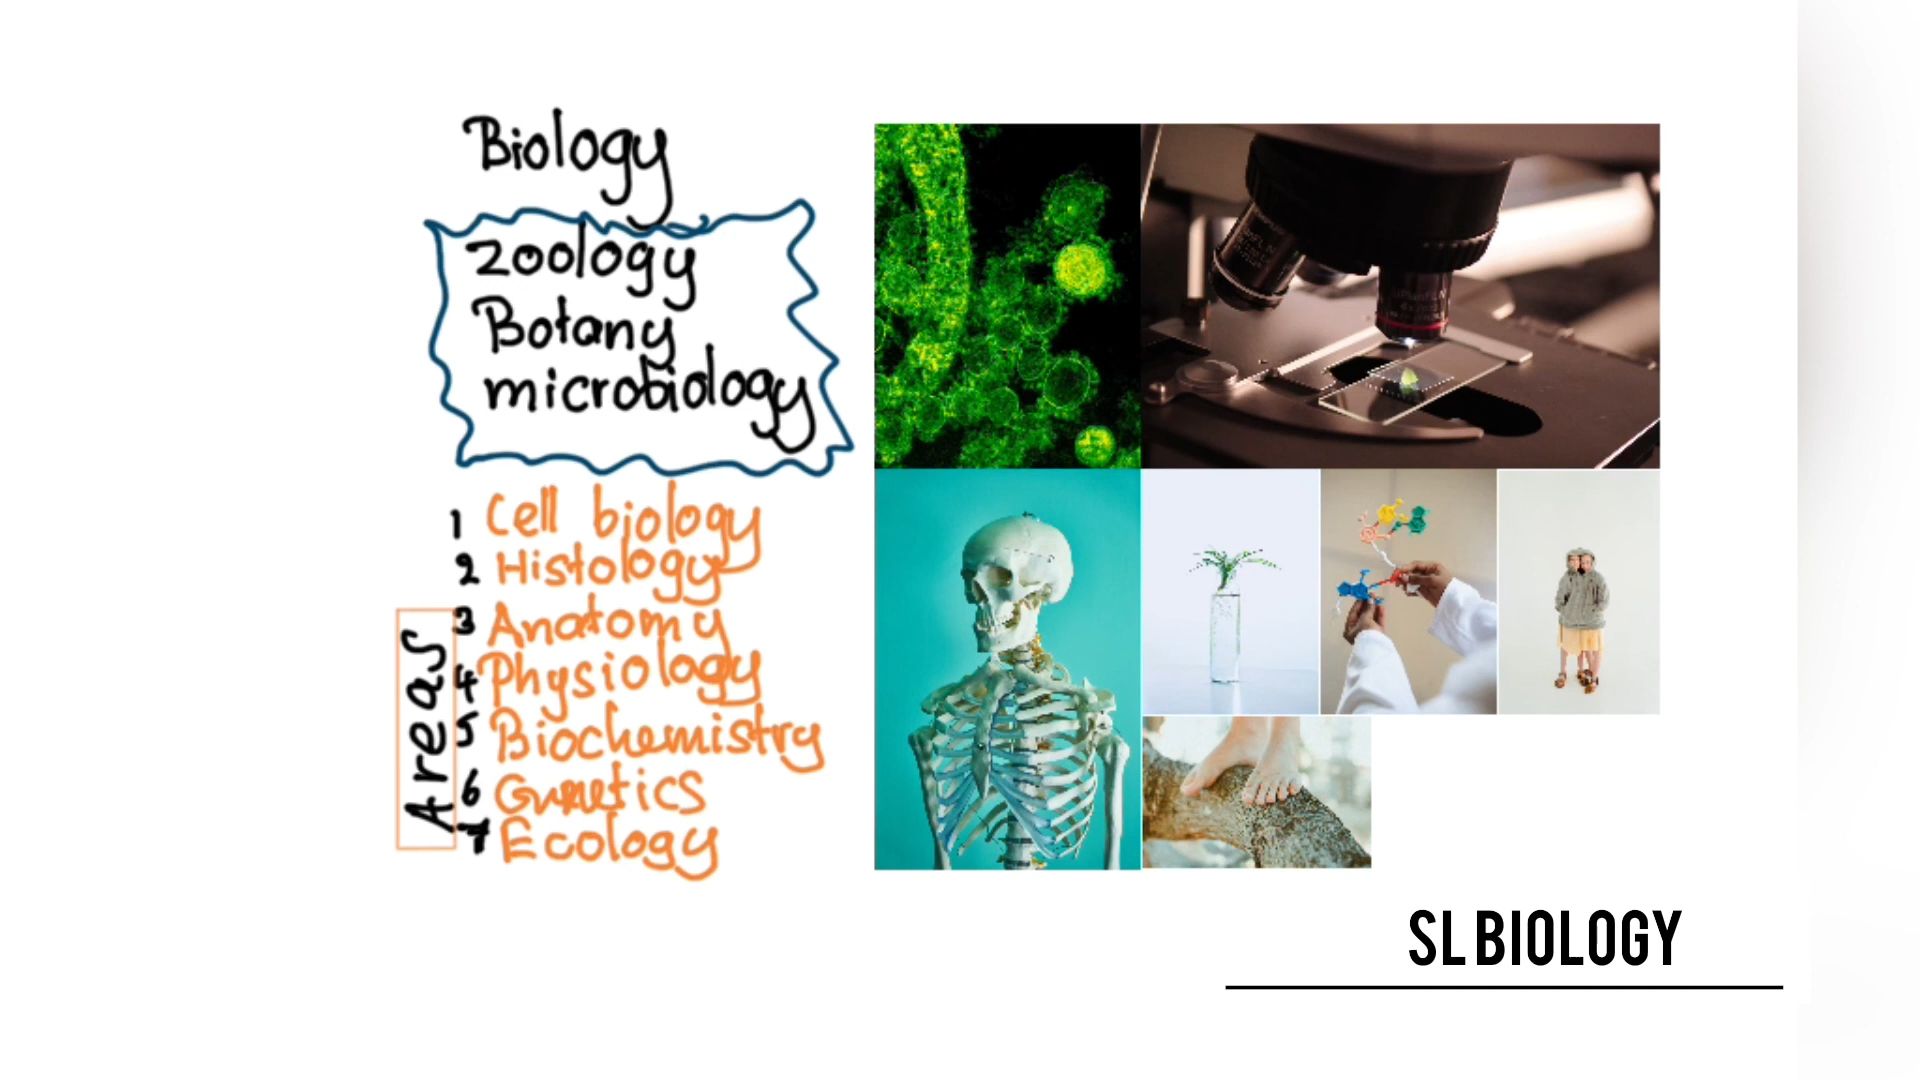 Biology
Zoology
Botany
microbiology
Areas
1 Cell biology
2 Histology
3 Anatomy
4 Physiology
5 Biochemistry
6 Genetics
7 Ecology
SL BIOLOGY